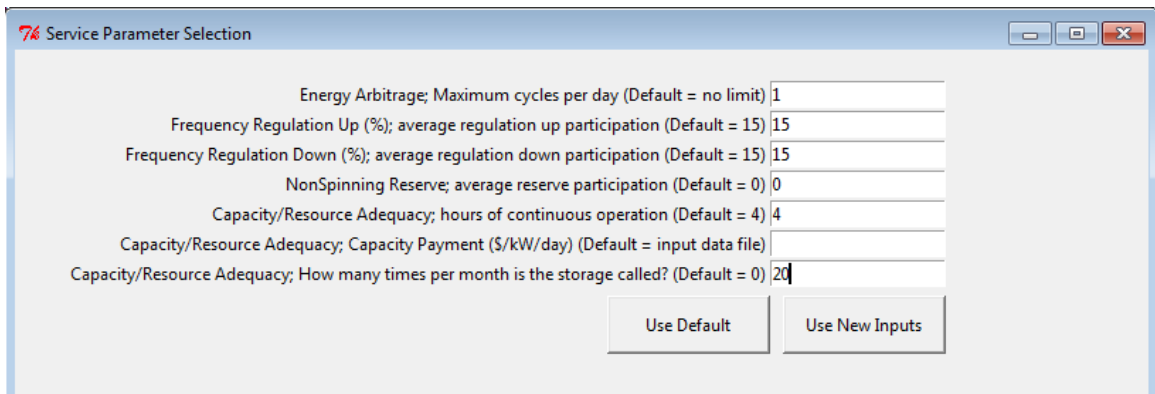 Service Parameter Selection
Energy Arbitrage; Maximum cycles per day (Default = no limit) 1
Frequency Regulation Up (%); average regulation up participation (Default = 15) 15
Frequency Regulation Down (%); average regulation down participation (Default = 15) 15
NonSpinning Reserve; average reserve participation (Default = 0) 0
Capacity/Resource Adequacy; hours of continuous operation (Default = 4) 4
Capacity/Resource Adequacy; Capacity Payment ($/kW/day) (Default = input data file)
Capacity/Resource Adequacy; How many times per month is the storage called? (Default = 0) 20
Use Default Use New Inputs